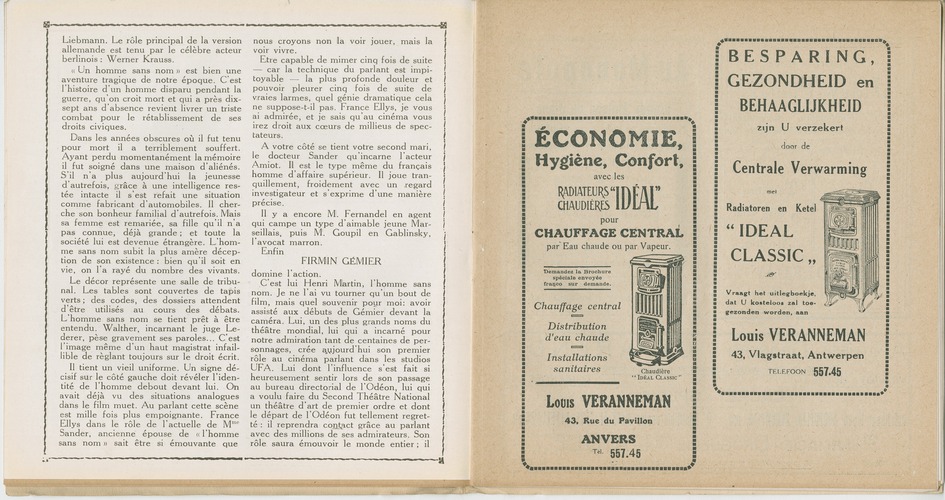 Liebmann. Le rôle principal de la version
allemande est tenu par le célèbre acteur
berlinois : Werner Krauss.
« Un homme sans nom » est bien une
aventure tragique de notre époque. C'est
l'histoire d'un homme disparu pendant la
guerre, qu'on croit mort et qui a près dix-
sept ans d'absence revient livrer un triste
combat pour le rétablissement de ses
droits civiques.
Dans les années obscures où il fut tenu
pour mort il a terriblement souffert.
Ayant perdu momentanément la mémoire
il fut soigné dans une maison d'aliénés.
S'il n'a plus aujourd'hui la jeunesse
d'autrefois, grâce à une intelligence res-
tée intacte il s'est refait une situation
comme fabricant d'automobiles. Il cher-
che son bonheur familial d'autrefois. Mais
sa femme est remariée, sa fille qu'il n'a
pas connue, déjà grande ; et toute la
société lui est devenue étrangère. L'hom-
me sans nom subit la plus amère décep-
tion de son existence : bien qu'il soit en
vie, on l'a rayé du nombre des vivants.
Le décor représente une salle de tribu-
nal. Les tables sont couvertes de tapis
verts ; des codes, des dossiers attendent
d'être utilisés au cours des débats.
L'homme sans nom se tient prêt à être
entendu. Walther, incarnant le juge Le-
derer, pèse gravement ses paroles... C'est
l'image même d'un haut magistrat infail-
lible de règlant toujours sur le droit écrit.
Il tient un vieil uniforme. Un signe dé-
cisif sur le côté gauche doit révéler l'iden-
tité de l'homme debout devant lui. On
avait déjà vu des situations analogues
dans le film muet. Au parlant cette scène
est mille fois plus empoignante. France
Ellys dans le rôle de l'actuelle de Mme
Sander, ancienne épouse de « l'homme
sans nom » sait être si émouvante que
nous croyons non la voir jouer, mais la
voir vivre.
Etre capable de mimer cinq fois de suite
— car la technique du parlant est impi-
toyable — la plus profonde douleur et
pouvoir pleurer cinq fois de suite de
vraies larmes, quel génie dramatique cela
ne suppose-t-il pas. France Ellys, je vous
ai admirée, et je sais qu'au cinéma vous
irez droit aux cœurs de millieus de spec-
tateurs.
A votre côté se tient votre second mari,
le docteur Sander qu'incarne l'acteur
Amiot. Il est le type même du français
homme d'affaire supérieur. Il joue tran-
quillement, froidement avec un regard
investigateur et s'exprime d'une manière
précise.
Il y a encore M. Fernandel en agent
qui campe un type d'aimable jeune Mar-
seillais, puis M. Goupil en Gablinsky,
l'avocat marron.
Enfin
FIRMIN GÉMIER
domine l'action.
C'est lui Henri Martin, l'homme sans
nom. Je ne l'ai vu tourner qu'un bout de
film, mais quel souvenir pour moi: avoir
assisté aux débuts de Gémier devant la
caméra. Lui, un des plus grands noms du
théâtre mondial, lui qui a incarné pour
notre admiration tant de centaines de per-
sonnages, crée aujourd'hui son premier
rôle au cinéma parlant dans les studios
UFA. Lui dont l'influence s'est fait si
heureusement sentir lors de son passage
au bureau directorial de l'Odéon, lui qui
a voulu faire du Second Théâtre National
un théâtre d'art de premier ordre et dont
le départ de l'Odéon fut tellement regret-
té : il reprendra contact grâce au parlant
avec des millions de ses admirateurs. Son
rôle saura émouvoir le monde entier ; il
ÉCONOMIE,
Hygiène, Confort,
avec les
RADIATEURS CHAUDIÈRES "IDÉAL"
pour
CHAUFFAGE CENTRAL
par Eau chaude ou par Vapeur.
Demandez la Brochure
spéciale envoyée
franco sur demande.
Chauffage central
Distribution
d'eau chaude
Installations
sanitaires
Chaudière
"IDÉAL CLASSIC"
Louis VERANNEMAN
43, Rue du Pavillon
ANVERS
Tél. 557.45
BESPARING,
GEZONDHEID en
BEHAAGLIJKHEID
zijn U verzekert
door de
Centrale Verwarming
met
Radiatoren en Ketel
" IDEAL
CLASSIC „
Vraagt het uitlegboekje,
dat U kosteloos zal toe-
gezonden worden, aan
Louis VERANNEMAN
43, Vlagstraat, Antwerpen
TELEFOON 557.45